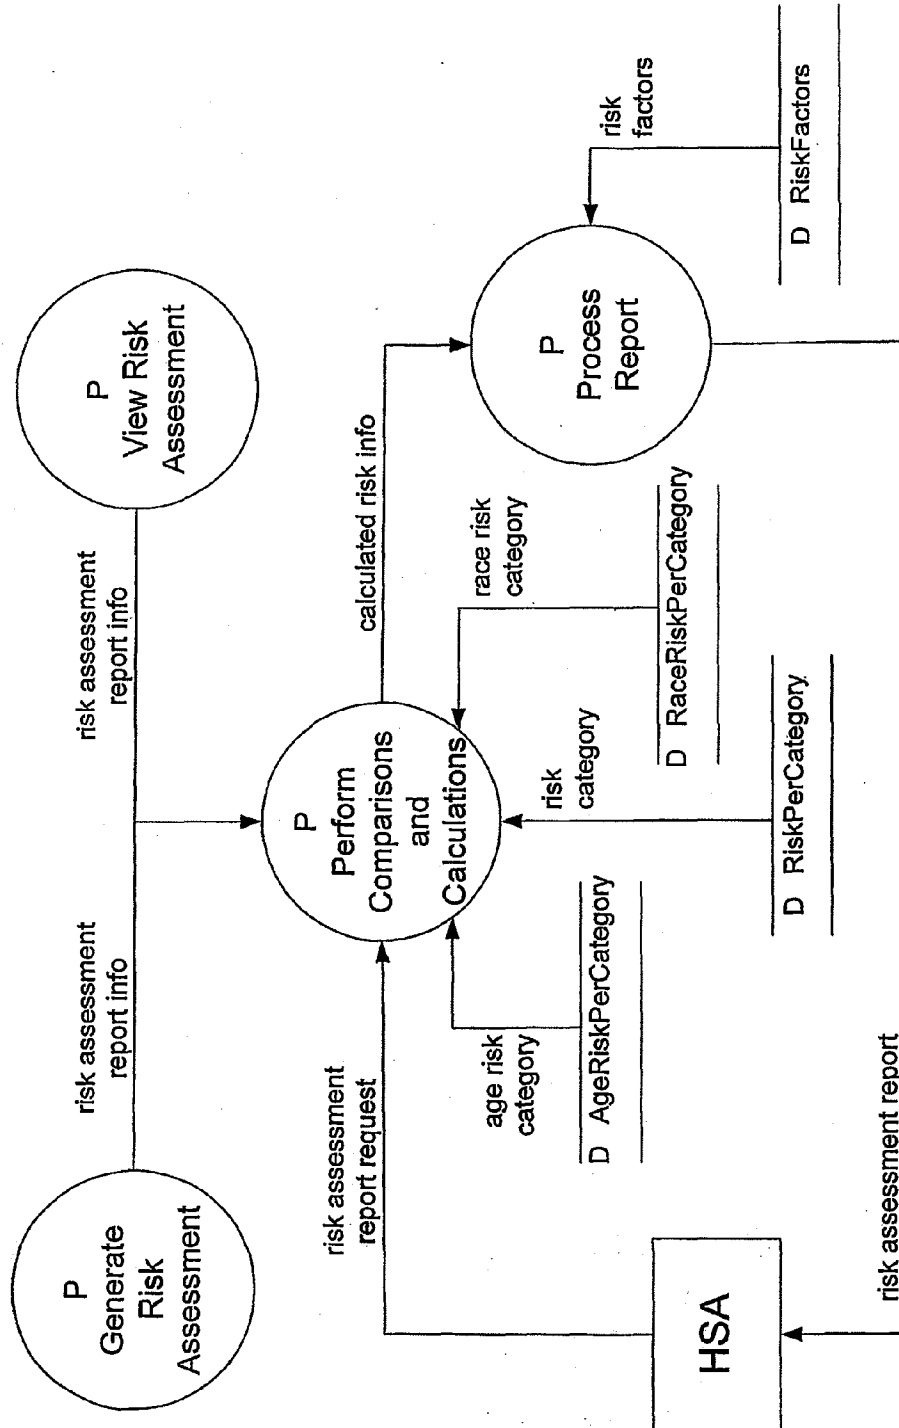 P
Generate
Risk
Assessment
risk assessment
report info
risk assessment
report info
P
View Risk
Assessment
risk assessment
report request
P
Perform
Comparisons
and
Calculations
calculated risk info
age risk
category
D AgeRiskPerCategory
risk
category
D RiskPerCategory
race risk
category
D RaceRiskPerCategory
P
Process
Report
risk
factors
D RiskFactors
HSA
risk assessment report